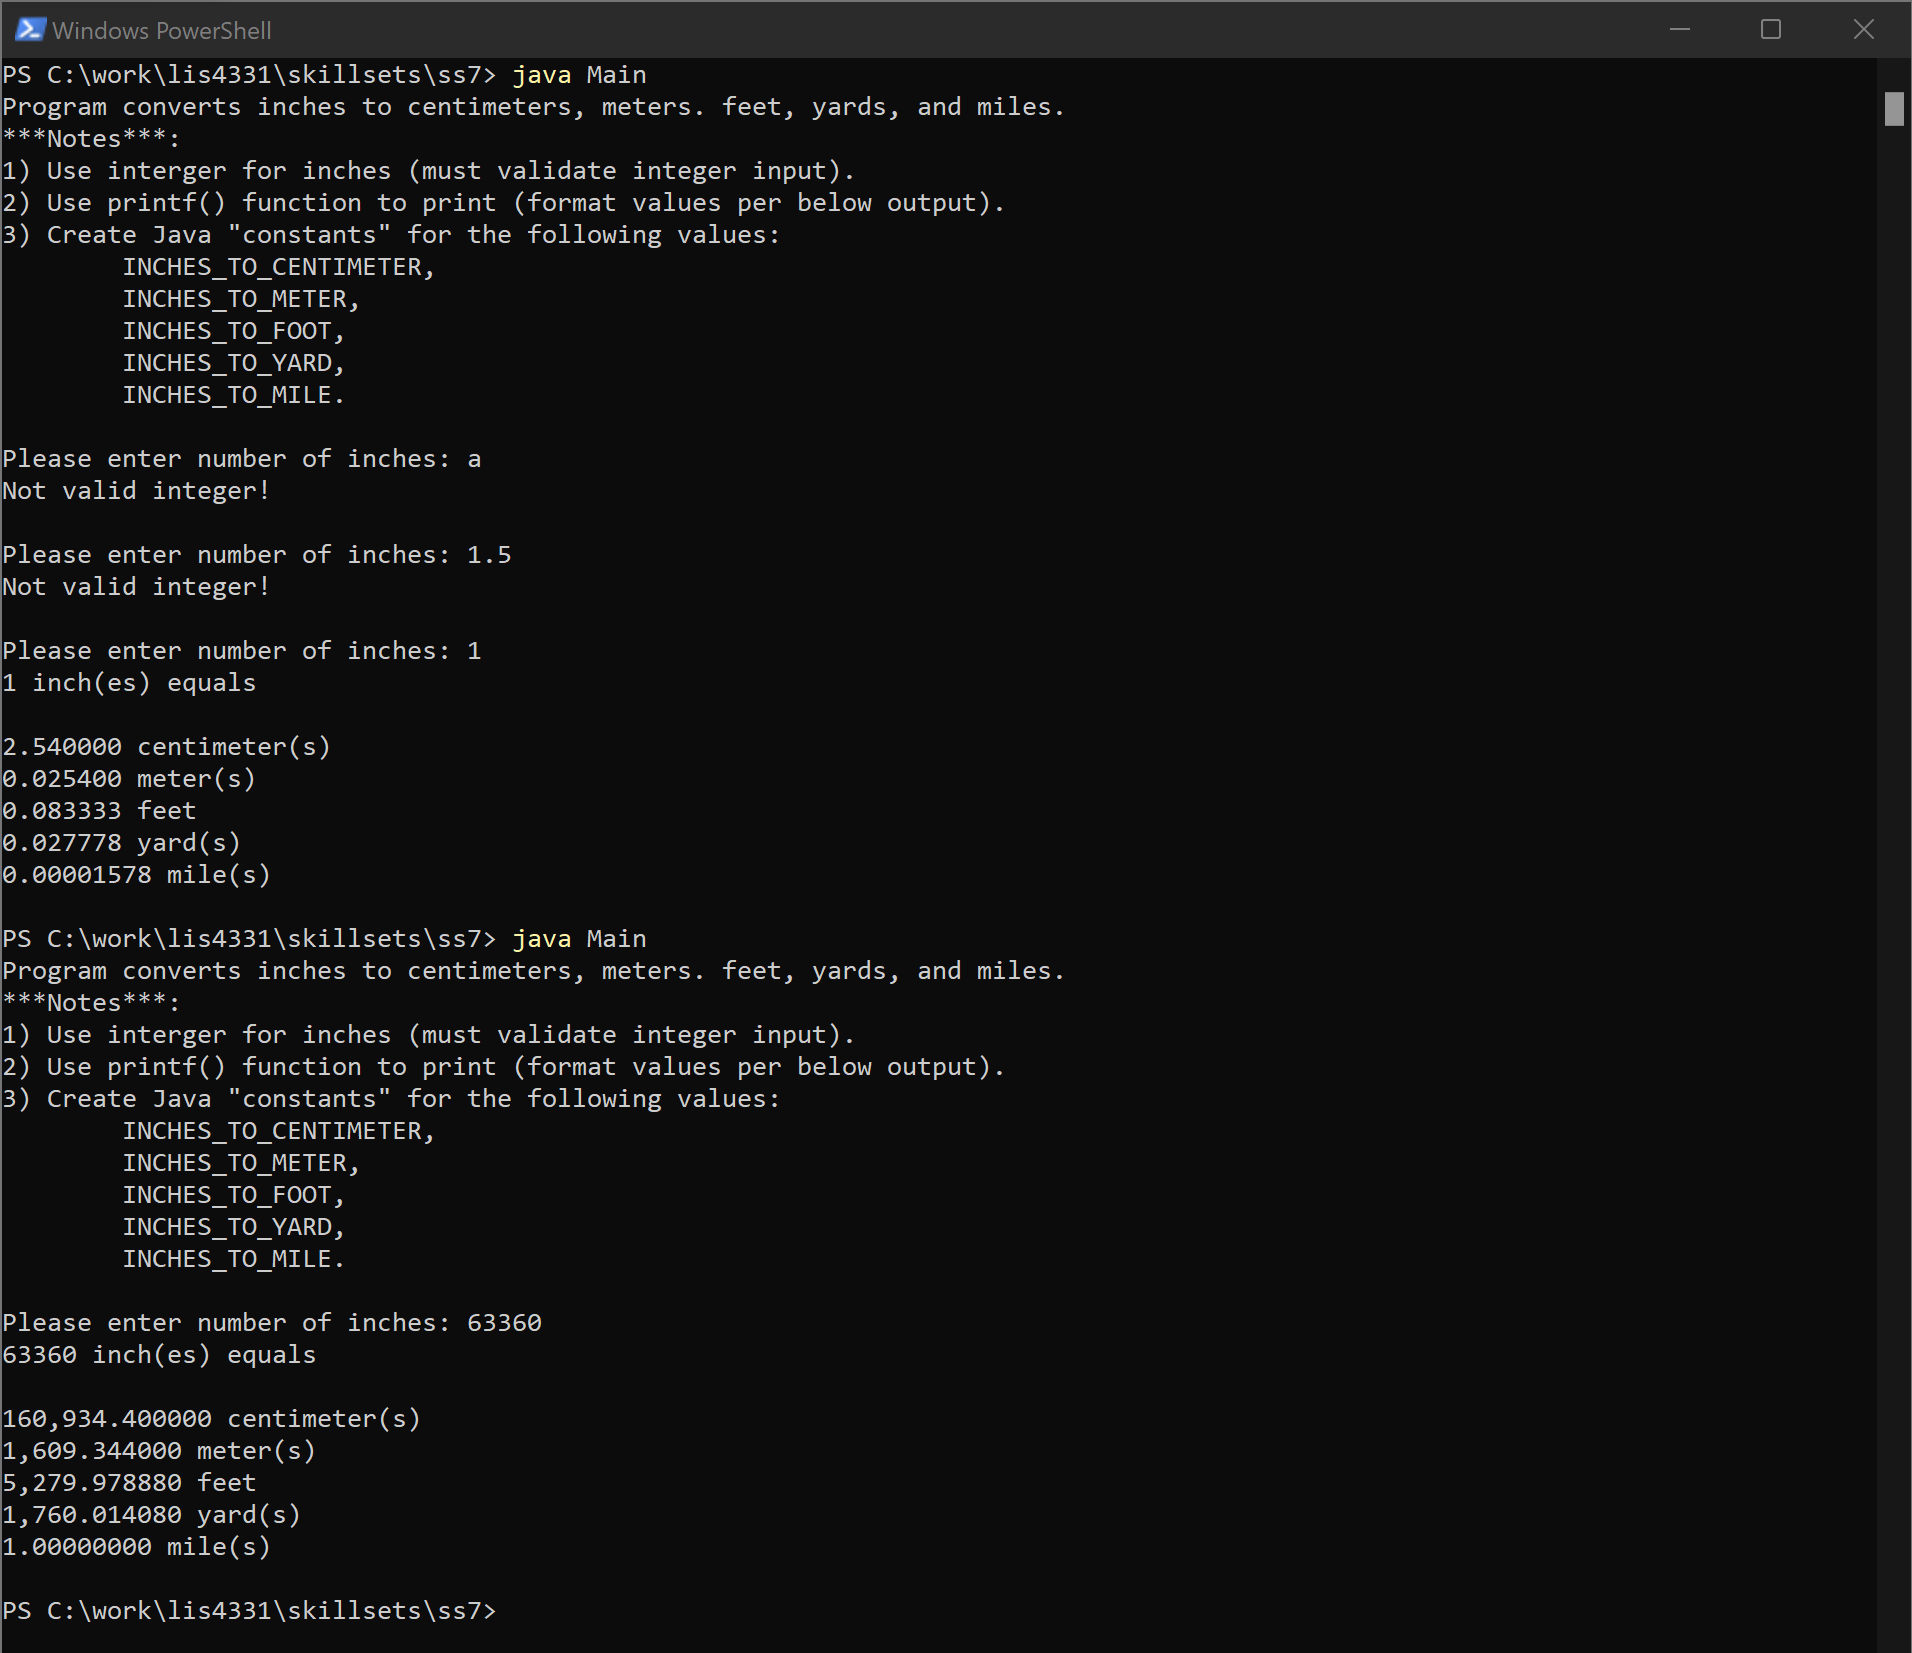 Windows PowerShell
PS C:\work\lis4331\skillsets\ss7> java Main
Program converts inches to centimeters, meters. feet, yards, and miles.
***Notes***:
1) Use interger for inches (must validate integer input).
2) Use printf() function to print (format values per below output).
3) Create Java "constants" for the following values:
        INCHES_TO_CENTIMETER,
        INCHES_TO_METER,
        INCHES_TO_FOOT,
        INCHES_TO_YARD,
        INCHES_TO_MILE.

Please enter number of inches: a
Not valid integer!

Please enter number of inches: 1.5
Not valid integer!

Please enter number of inches: 1
1 inch(es) equals

2.540000 centimeter(s)
0.025400 meter(s)
0.083333 feet
0.027778 yard(s)
0.00001578 mile(s)

PS C:\work\lis4331\skillsets\ss7> java Main
Program converts inches to centimeters, meters. feet, yards, and miles.
***Notes***:
1) Use interger for inches (must validate integer input).
2) Use printf() function to print (format values per below output).
3) Create Java "constants" for the following values:
        INCHES_TO_CENTIMETER,
        INCHES_TO_METER,
        INCHES_TO_FOOT,
        INCHES_TO_YARD,
        INCHES_TO_MILE.

Please enter number of inches: 63360
63360 inch(es) equals

160,934.400000 centimeter(s)
1,609.344000 meter(s)
5,279.978880 feet
1,760.014080 yard(s)
1.00000000 mile(s)

PS C:\work\lis4331\skillsets\ss7>